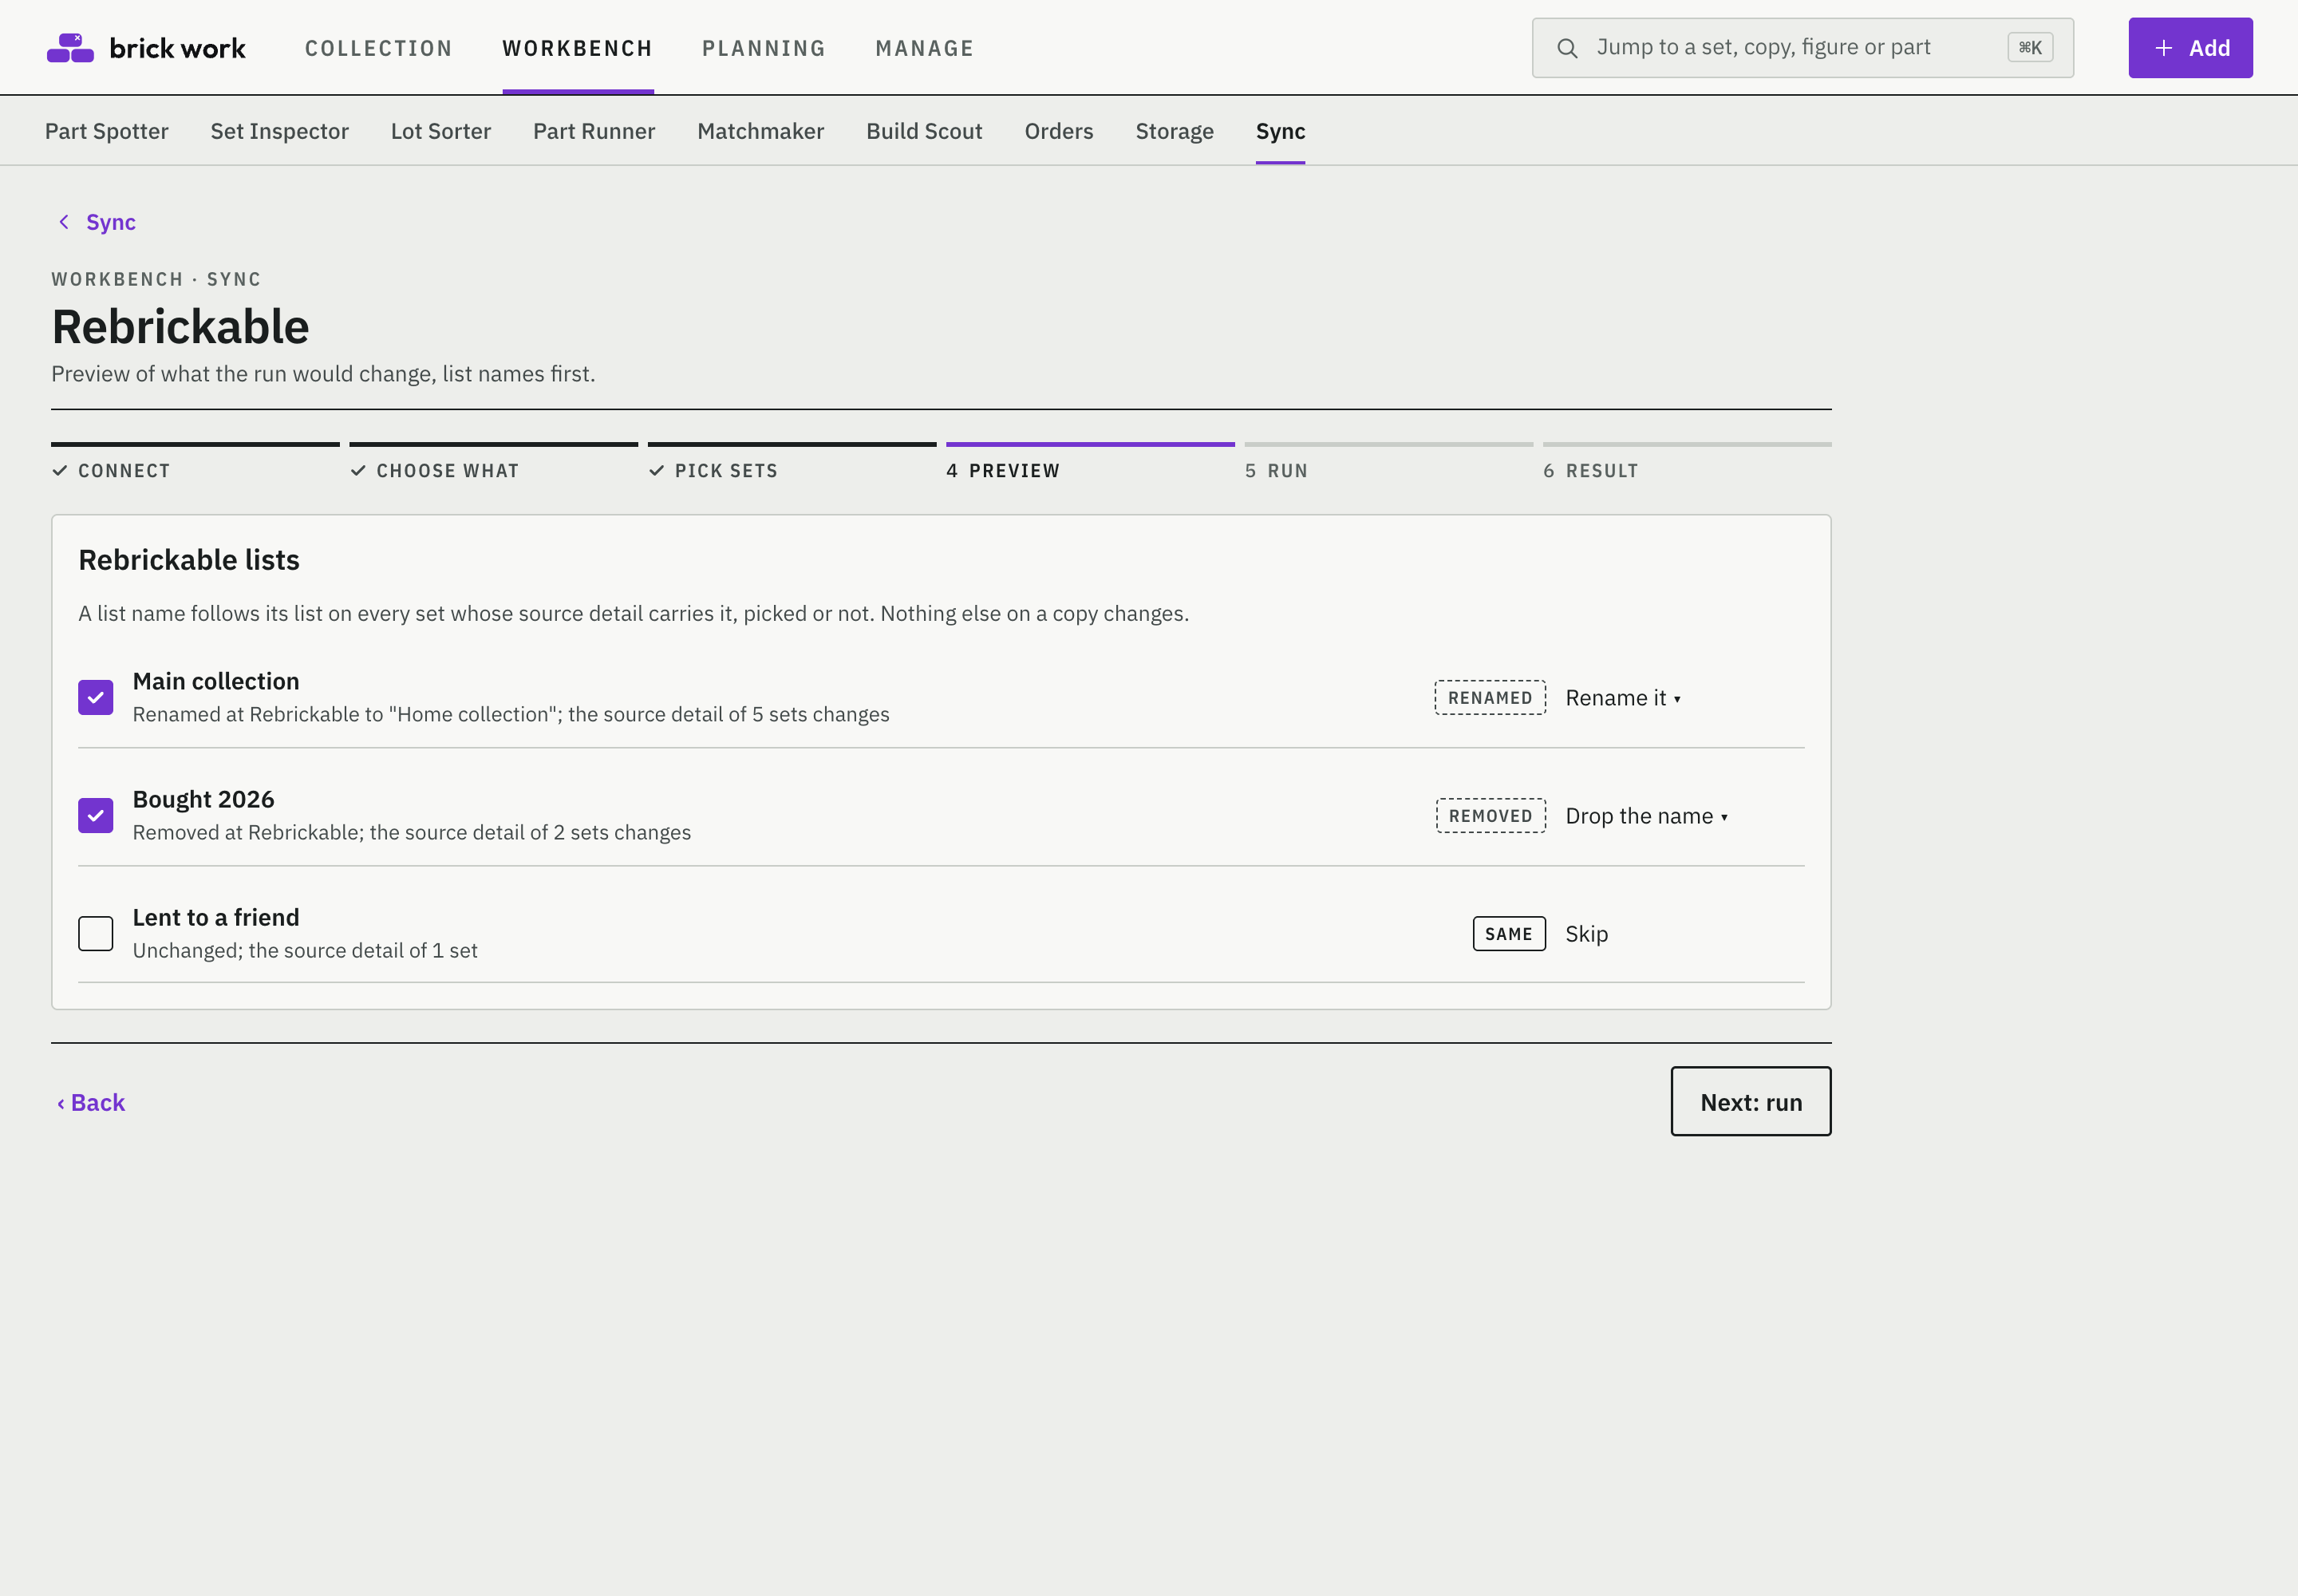 brick work
COLLECTION
WORKBENCH
PLANNING
MANAGE
Jump to a set, copy, figure or part
⌘K
+ Add
Part Spotter
Set Inspector
Lot Sorter
Part Runner
Matchmaker
Build Scout
Orders
Storage
Sync
Sync
WORKBENCH · SYNC
Rebrickable
Preview of what the run would change, list names first.
CONNECT
CHOOSE WHAT
PICK SETS
4 PREVIEW
5 RUN
6 RESULT
Rebrickable lists
A list name follows its list on every set whose source detail carries it, picked or not. Nothing else on a copy changes.
Main collection
Renamed at Rebrickable to "Home collection"; the source detail of 5 sets changes
RENAMED
Rename it ▾
Bought 2026
Removed at Rebrickable; the source detail of 2 sets changes
REMOVED
Drop the name ▾
Lent to a friend
Unchanged; the source detail of 1 set
SAME
Skip
‹ Back
Next: run